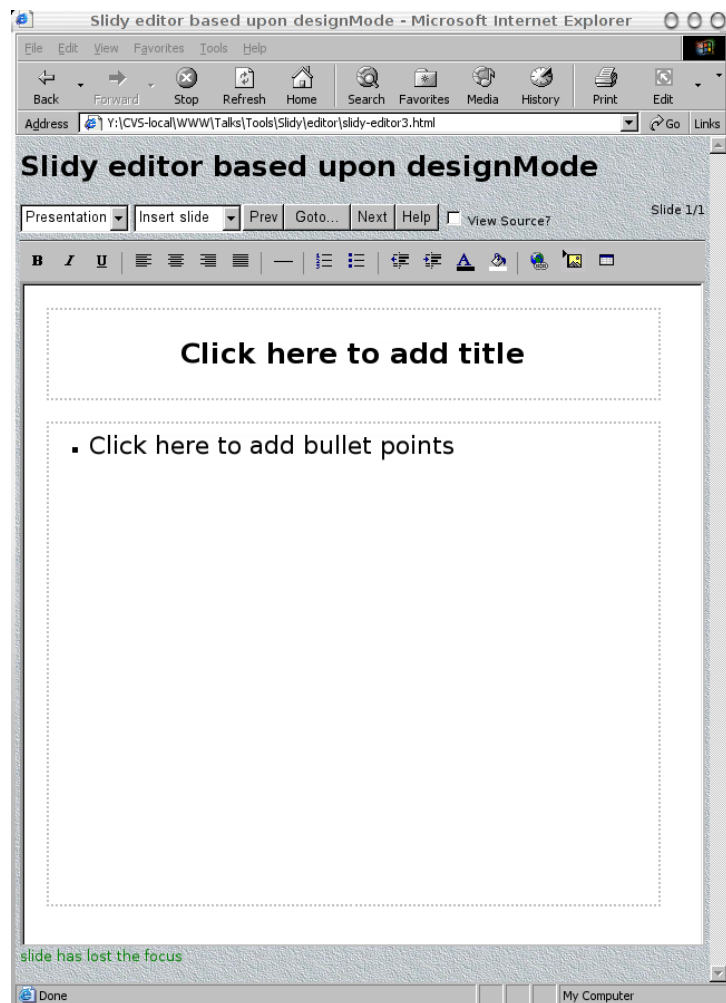 Slidy editor based upon designMode - Microsoft Internet Explorer
File Edit View Favorites Tools Help
Back Forward Stop Refresh Home Search Favorites Media History Print Edit
Address Y:\CVS-local\WWW\Talks\Tools\Slidy\editor\slidy-editor3.html Go Links
Slidy editor based upon designMode
Presentation Insert slide Prev Goto... Next Help View Source? Slide 1/1
B I U A
Click here to add title
Click here to add bullet points
slide has lost the focus
Done My Computer